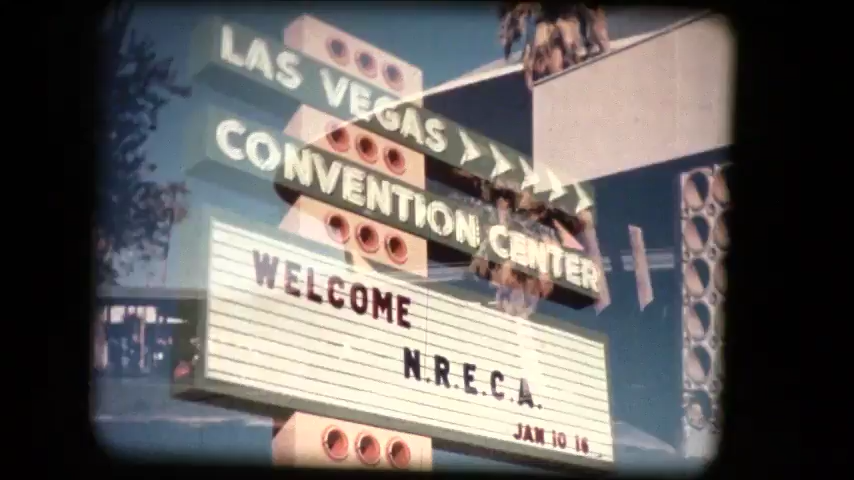 LAS VEGAS
CONVENTION CENTER
WELCOME
N.R.E.C.A.
JAN 10 16